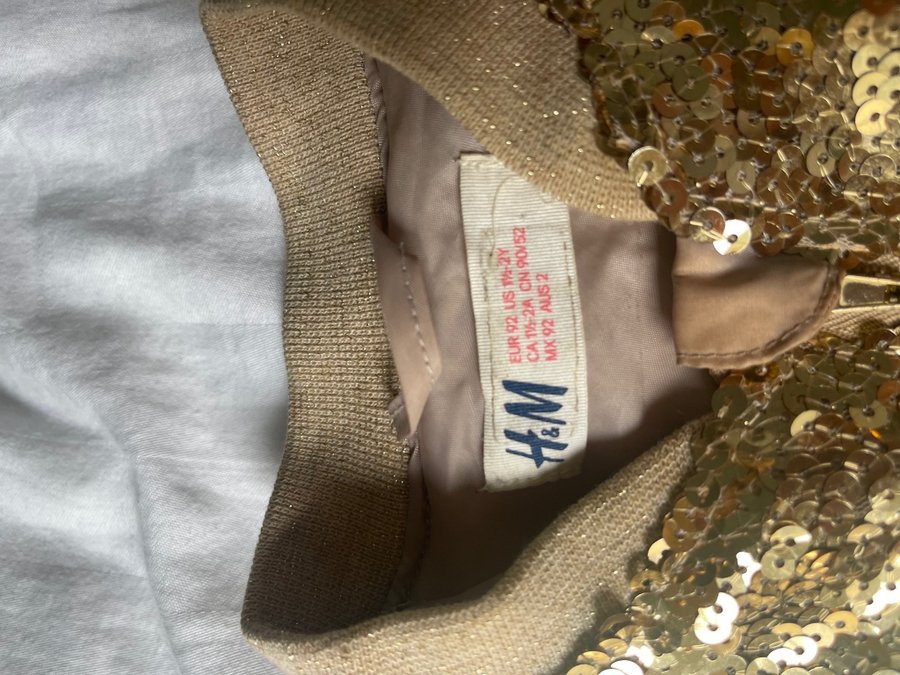 H&M
EUR 92 US 1½-2Y
CA 1½-2A CN 90/52
MX 92 AUS 2